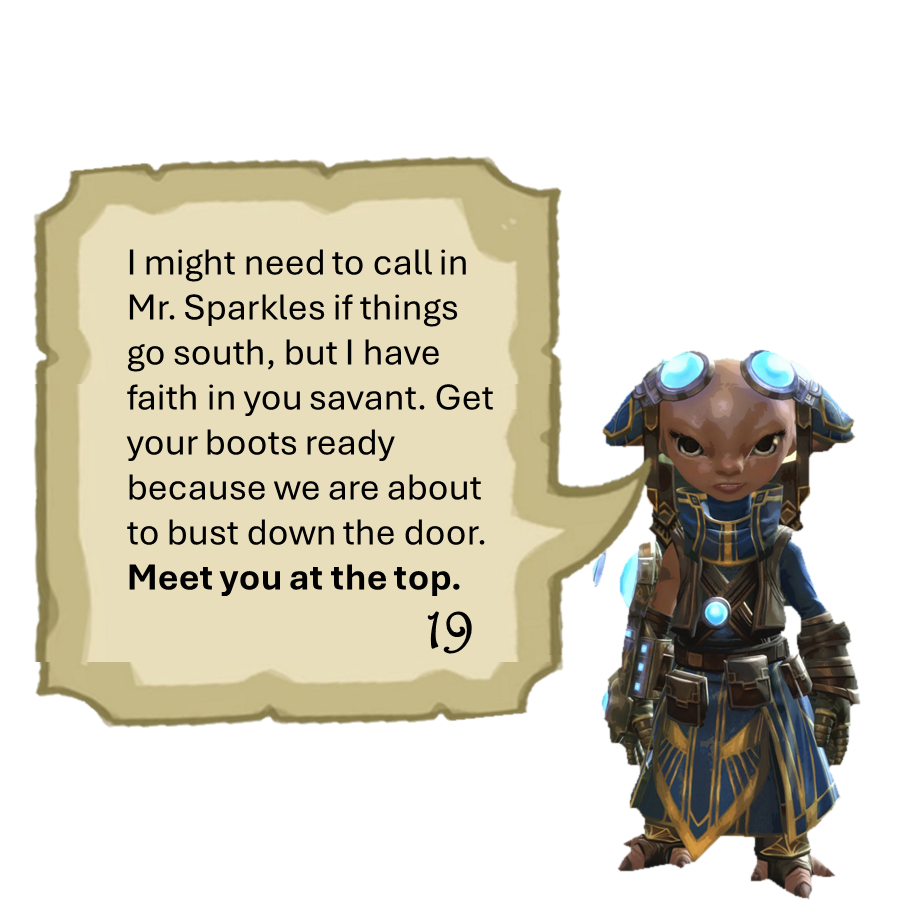 I might need to call in
Mr. Sparkles if things
go south, but I have
faith in you savant. Get
your boots ready
because we are about
to bust down the door.
Meet you at the top.
19